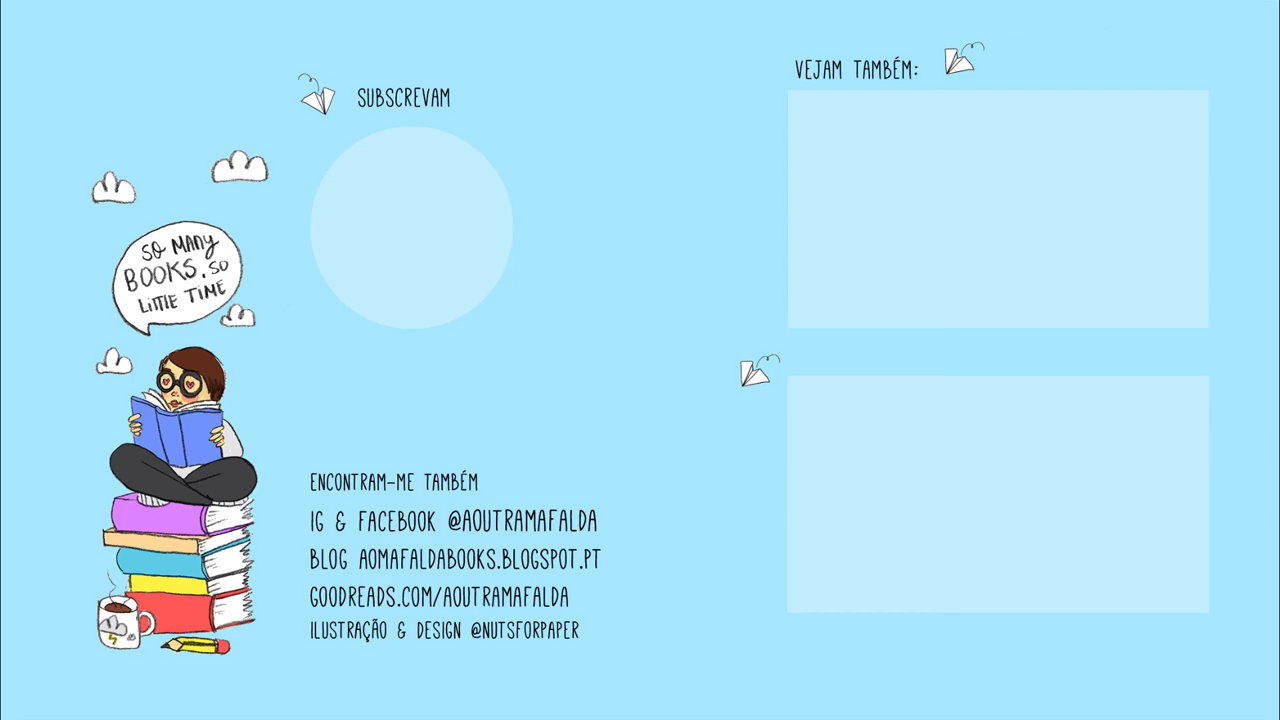 SUBSCREVAM
VEJAM TAMBÉM:
SO MANY
BOOKS, SO
LITTLE TIME
ENCONTRAM-ME TAMBÉM
IG & FACEBOOK @AOUTRAMAFALDA
BLOG AOMAFALDABOOKS.BLOGSPOT.PT
GOODREADS.COM/AOUTRAMAFALDA
ILUSTRAÇÃO & DESIGN @NUTSFORPAPER